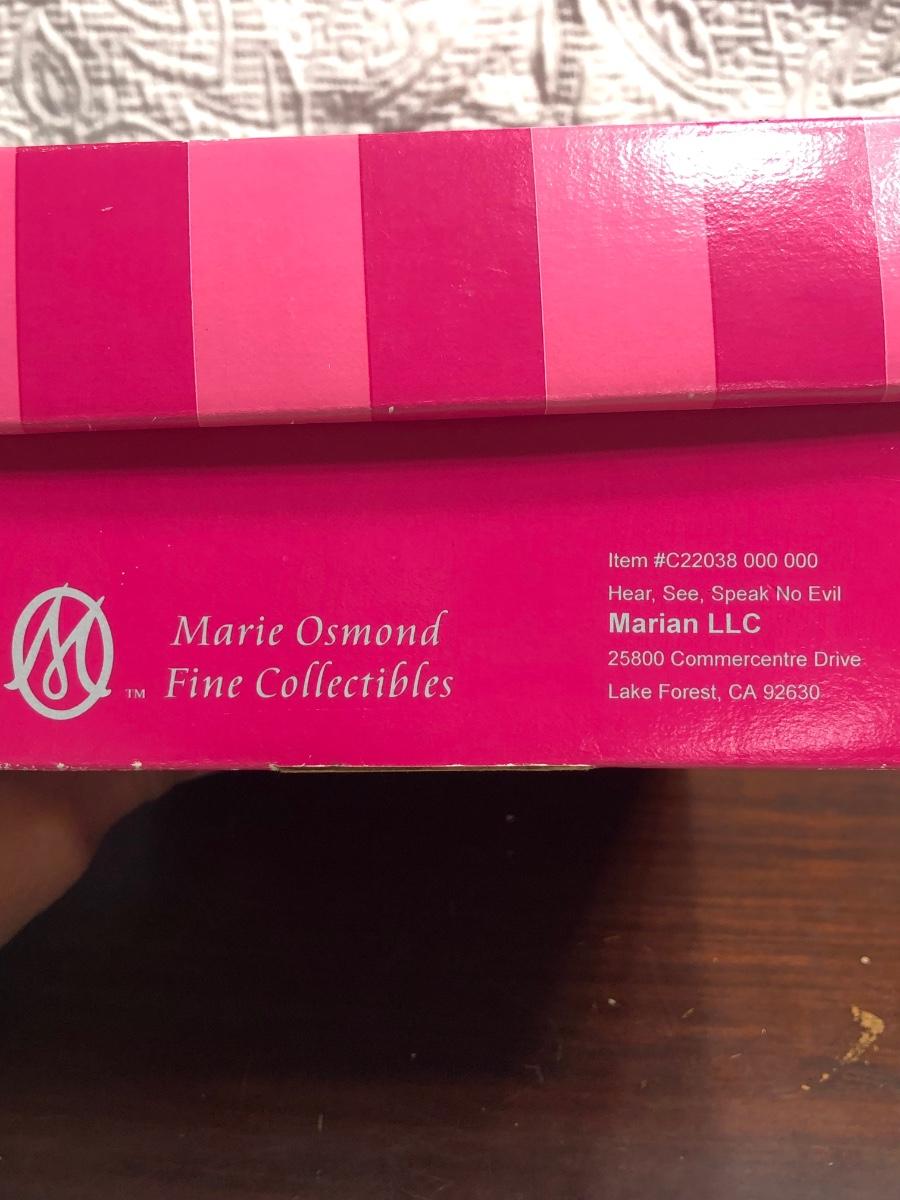 Marie Osmond
™ Fine Collectibles
Item #C22038 000 000
Hear, See, Speak No Evil
Marian LLC
25800 Commercentre Drive
Lake Forest, CA 92630